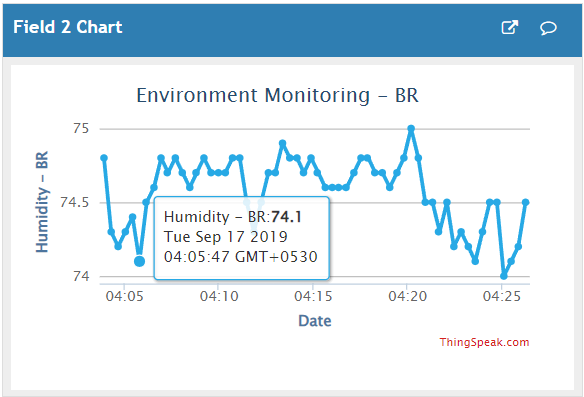 Field 2 Chart
Environment Monitoring - BR
Humidity - BR
75
74.5
74
Humidity - BR:74.1
Tue Sep 17 2019
04:05:47 GMT+0530
04:05 04:10 04:15 04:20 04:25
Date
ThingSpeak.com